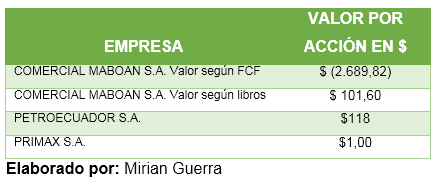 EMPRESA VALOR POR ACCIÓN EN $
COMERCIAL MABOAN S.A. Valor según FCF $ (2.689,82)
COMERCIAL MABOAN S.A. Valor según libros $ 101,60
PETROECUADOR S.A. $118
PRIMAX S.A. $1,00
Elaborado por: Mirian Guerra